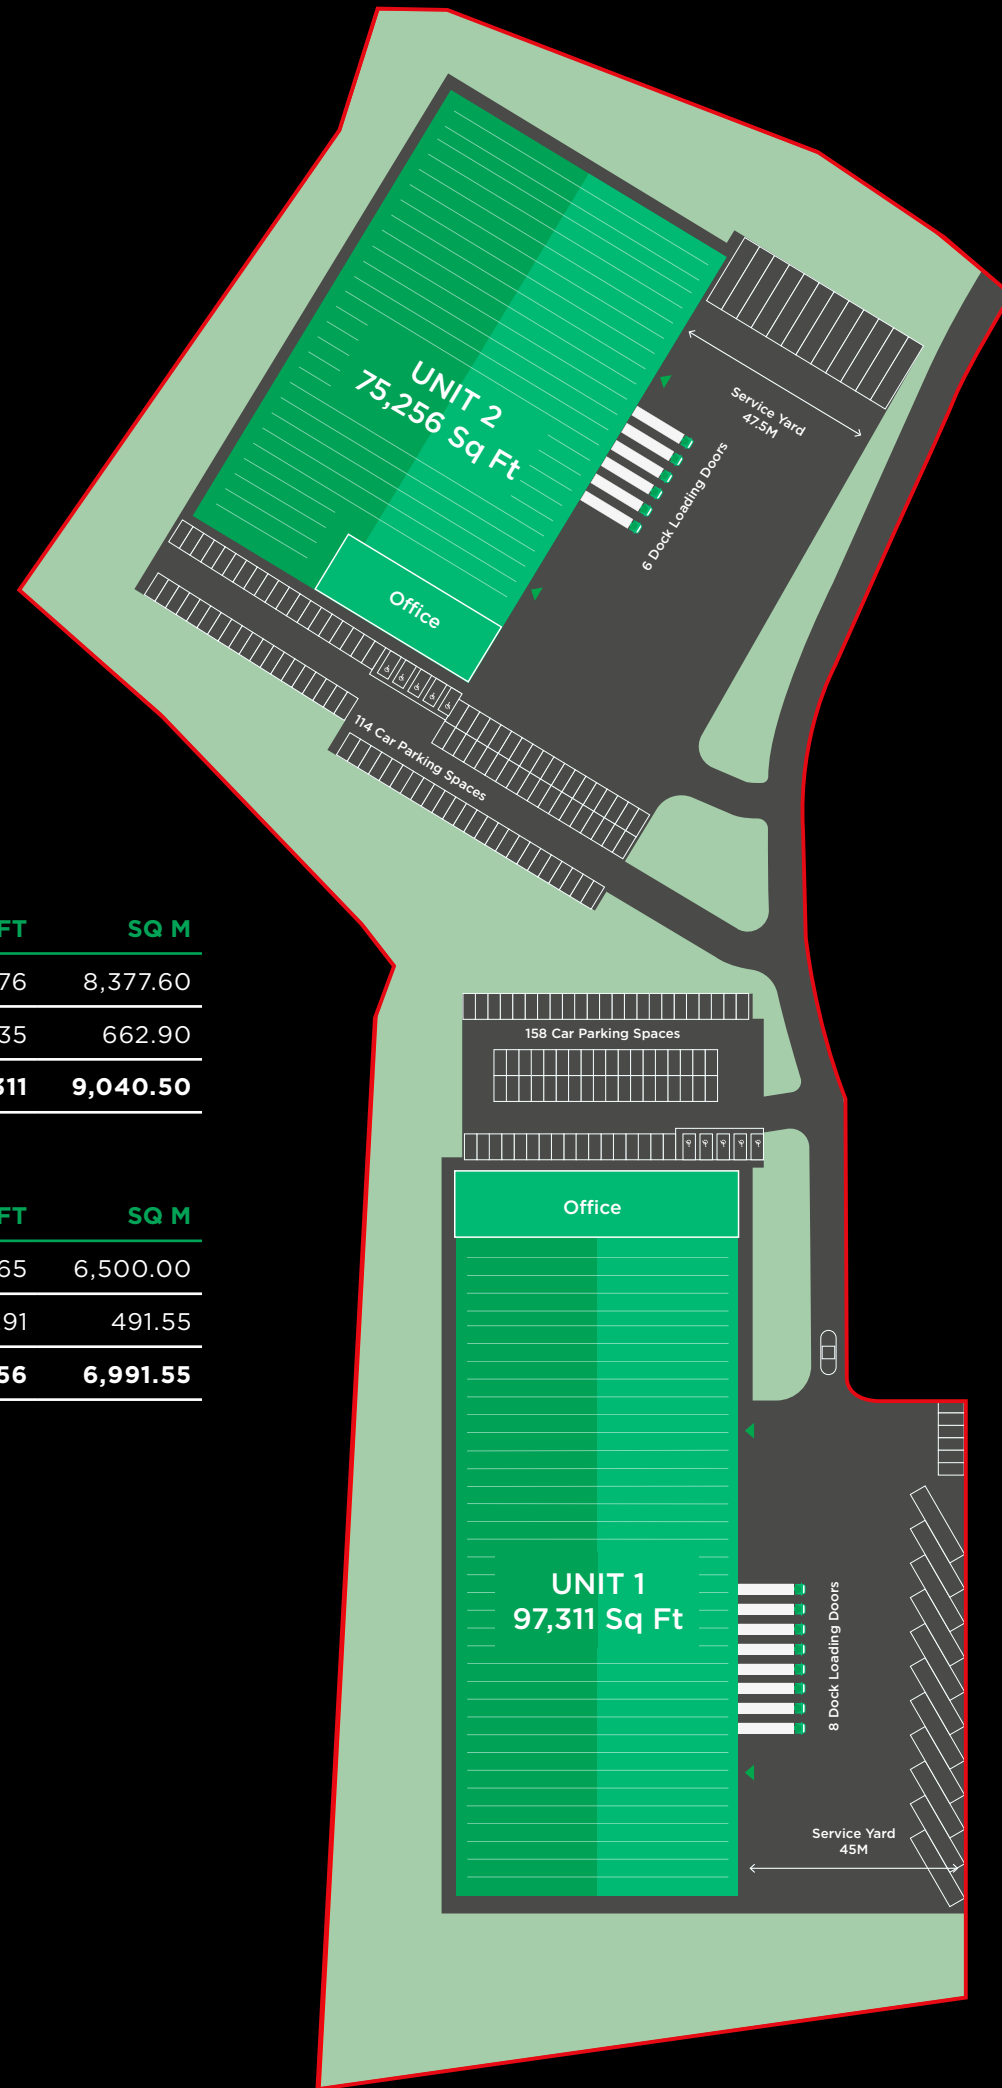 UNIT 2
75,256 Sq Ft
Service Yard
47.5M
6 Dock Loading Doors
Office
114 Car Parking Spaces
FT SQ M
76 8,377.60
35 662.90
311 9,040.50
158 Car Parking Spaces
Office
FT SQ M
65 6,500.00
91 491.55
56 6,991.55
UNIT 1
97,311 Sq Ft
8 Dock Loading Doors
Service Yard
45M